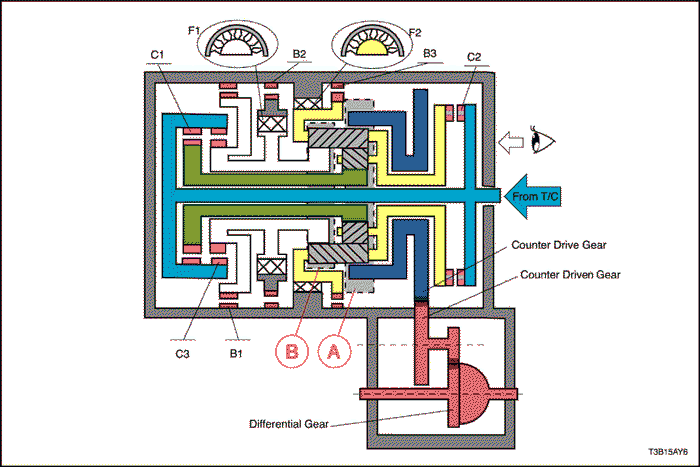 F1
F2
C1
B2
B3
C2
From T/C
Counter Drive Gear
Counter Driven Gear
B
A
C3
B1
Differential Gear
T3B15AY6